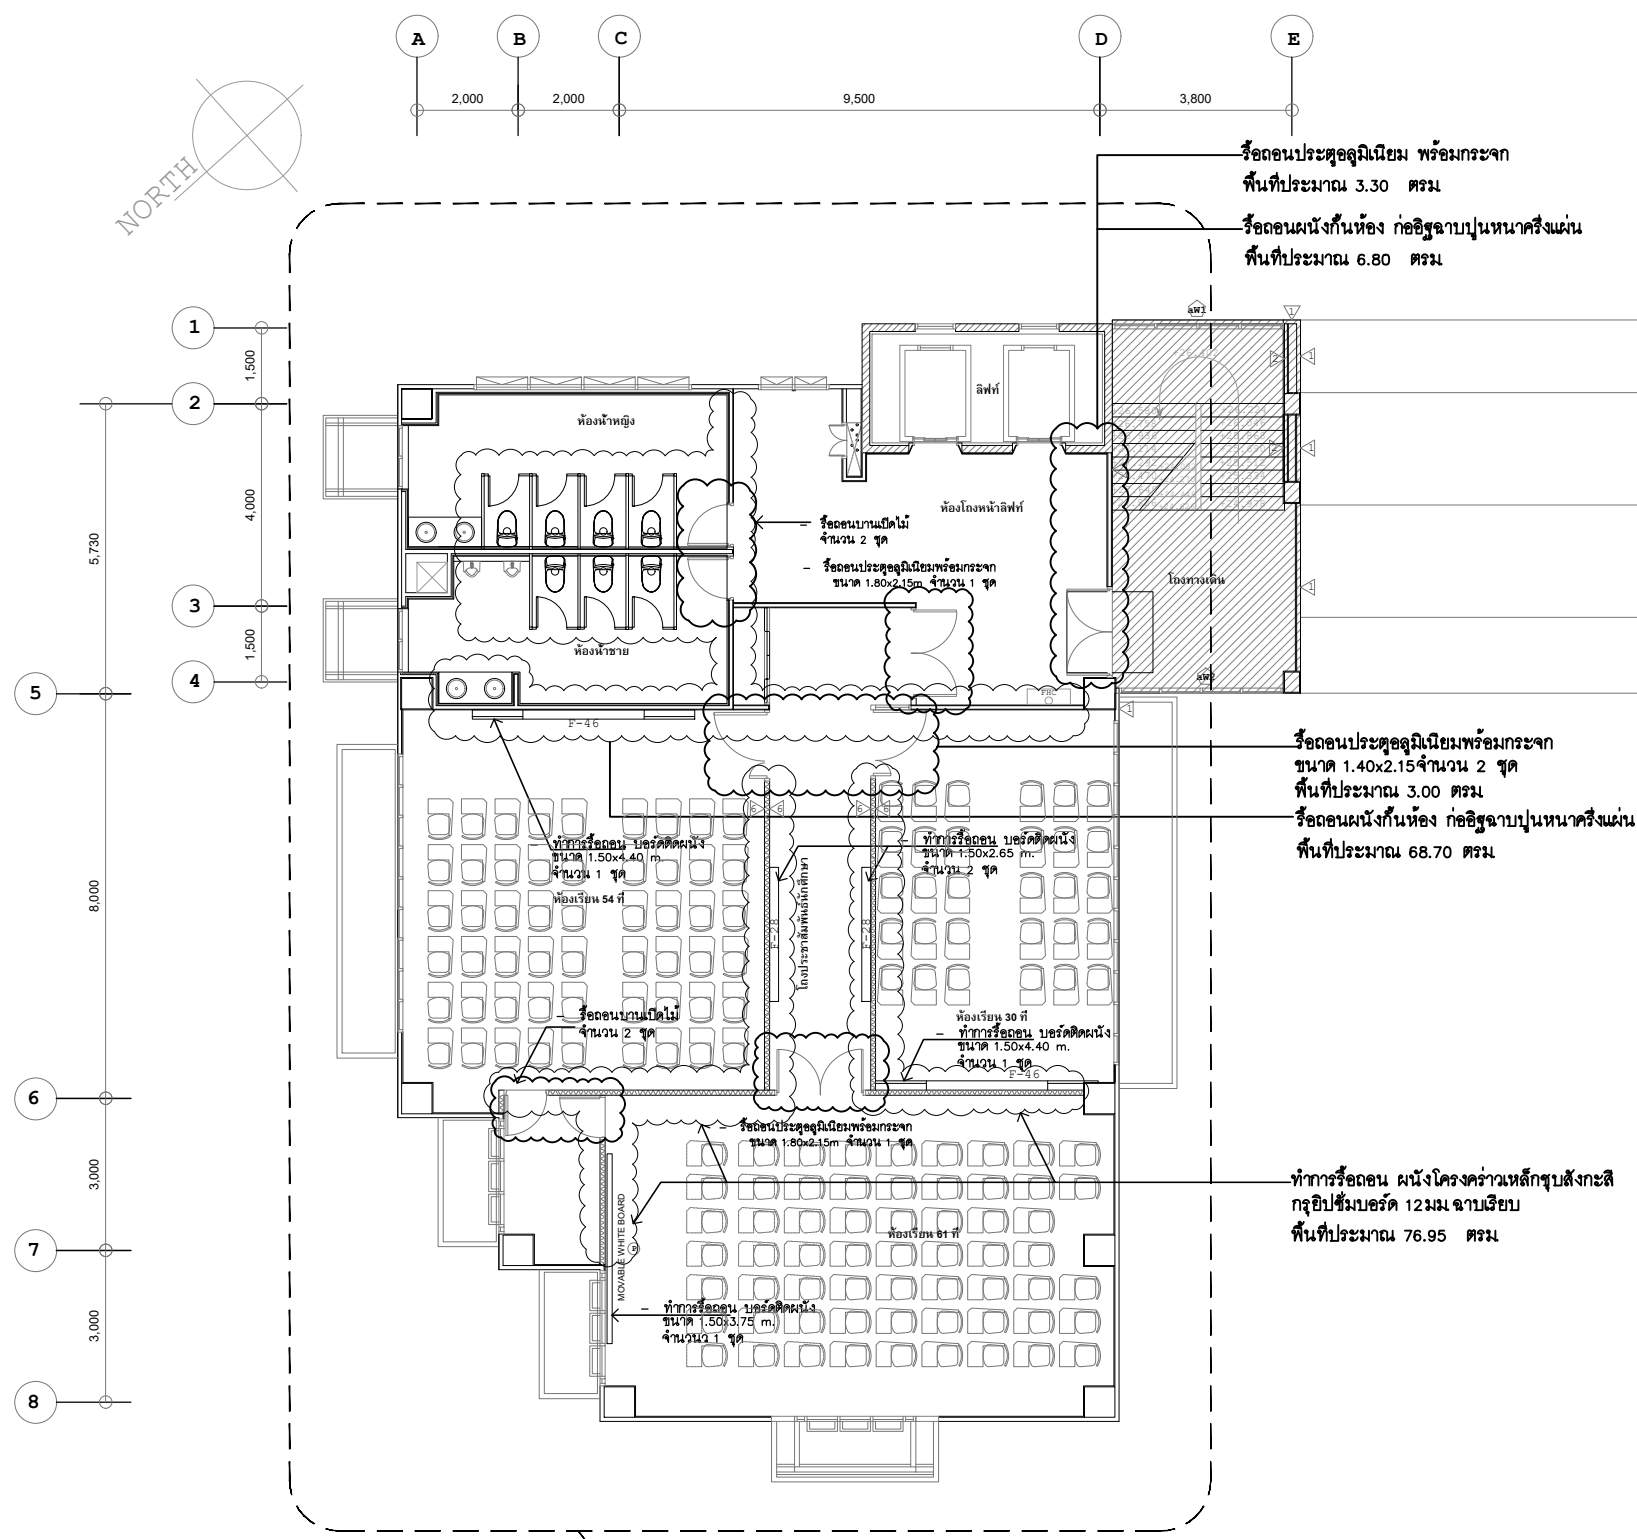 A B C D E
2,000 2,000 9,500 3,800
NORTH
รื้อถอนประตูอลูมิเนียม พร้อมกระจก
พื้นที่ประมาณ 3.30 ตรม.
รื้อถอนผนังกั้นห้อง ก่ออิฐฉาบปูนหนาครึ่งแผ่น
พื้นที่ประมาณ 6.80 ตรม.
1
2
3
4
5
6
7
8
1,500
4,000
1,500
5,730
8,000
3,000
3,000
aW1
ลิฟท์
ห้องน้ำหญิง
ห้องโถงหน้าลิฟท์
- รื้อถอนบานเปิดไม้
จำนวน 2 ชุด
- รื้อถอนประตูอลูมิเนียมพร้อมกระจก
ขนาด 1.80x2.15m จำนวน 1 ชุด
โถงทางเดิน
ห้องน้ำชาย
aW2
FHC
F-46
รื้อถอนประตูอลูมิเนียมพร้อมกระจก
ขนาด 1.40x2.15จำนวน 2 ชุด
พื้นที่ประมาณ 3.00 ตรม.
รื้อถอนผนังกั้นห้อง ก่ออิฐฉาบปูนหนาครึ่งแผ่น
พื้นที่ประมาณ 68.70 ตรม.
6 6 6 6
- ทำการรื้อถอน บอร์ดติดผนัง
ขนาด 1.50x4.40 m.
จำนวน 1 ชุด
ห้องเรียน 54 ที่
- ทำการรื้อถอน บอร์ดติดผนัง
ขนาด 1.50x2.65 m.
จำนวน 2 ชุด
F-28
โถงประชาสัมพันธ์นักศึกษา
F-28
- รื้อถอนบานเปิดไม้
จำนวน 2 ชุด
ห้องเรียน 30 ที่
- ทำการรื้อถอน บอร์ดติดผนัง
ขนาด 1.50x4.40 m.
จำนวน 1 ชุด
F-46
- รื้อถอนประตูอลูมิเนียมพร้อมกระจก
ขนาด 1.80x2.15m จำนวน 1 ชุด
ทำการรื้อถอน ผนังโครงคร่าวเหล็กชุบสังกะสี
กรุยิปซั่มบอร์ด 12มม.ฉาบเรียบ
พื้นที่ประมาณ 76.95 ตรม.
MOVABLE WHITE BOARD
P
ห้องเรียน 61 ที่
- ทำการรื้อถอน บอร์ดติดผนัง
ขนาด 1.50x3.75 m.
จำนวนว 1 ชุด